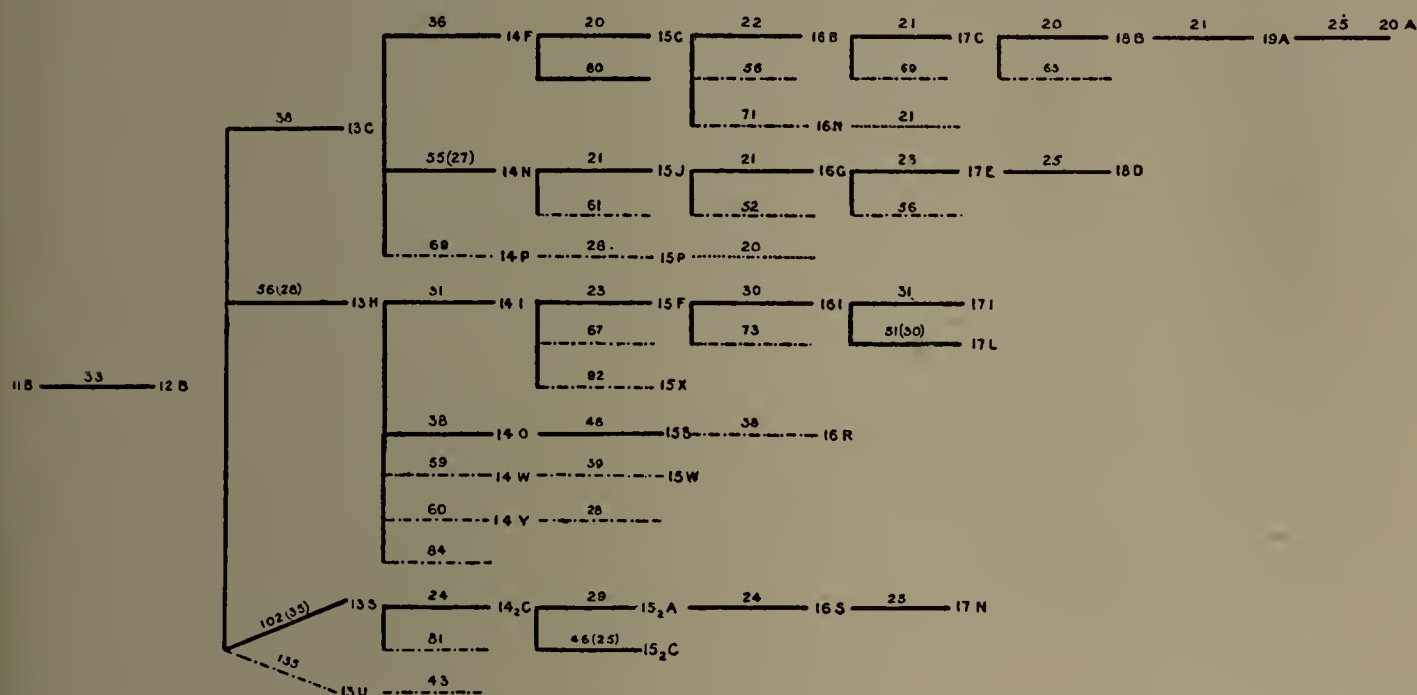 36 14F 20 15C 22 16B 21 17C 20 18B 21 19A 25 20A
60 56 69 63
38 13C 71 16N 21
55(27) 14N 21 15J 21 16G 23 17E 25 18D
61 52 56
69 14P 28 15P 20
56(28) 13H 31 14I 23 15F 30 16I 31 17I
67 73 31(30) 17L
11B 33 12B 92 15X
38 14O 48 15S 38 16R
59 14W 39 15W
60 14Y 28
84
102(35) 13S 24 14₂C 29 15₂A 24 16S 25 17N
81 46(25) 15₂C
135 13U 43